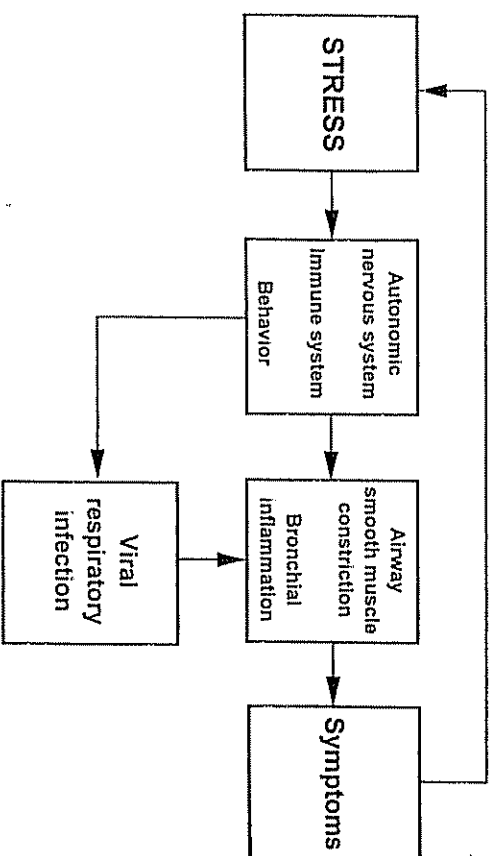 STRESS
Autonomic
nervous system
immune system
Behavior
Airway
smooth muscle
constriction
Bronchial
inflammation
Viral
respiratory
infection
Symptoms